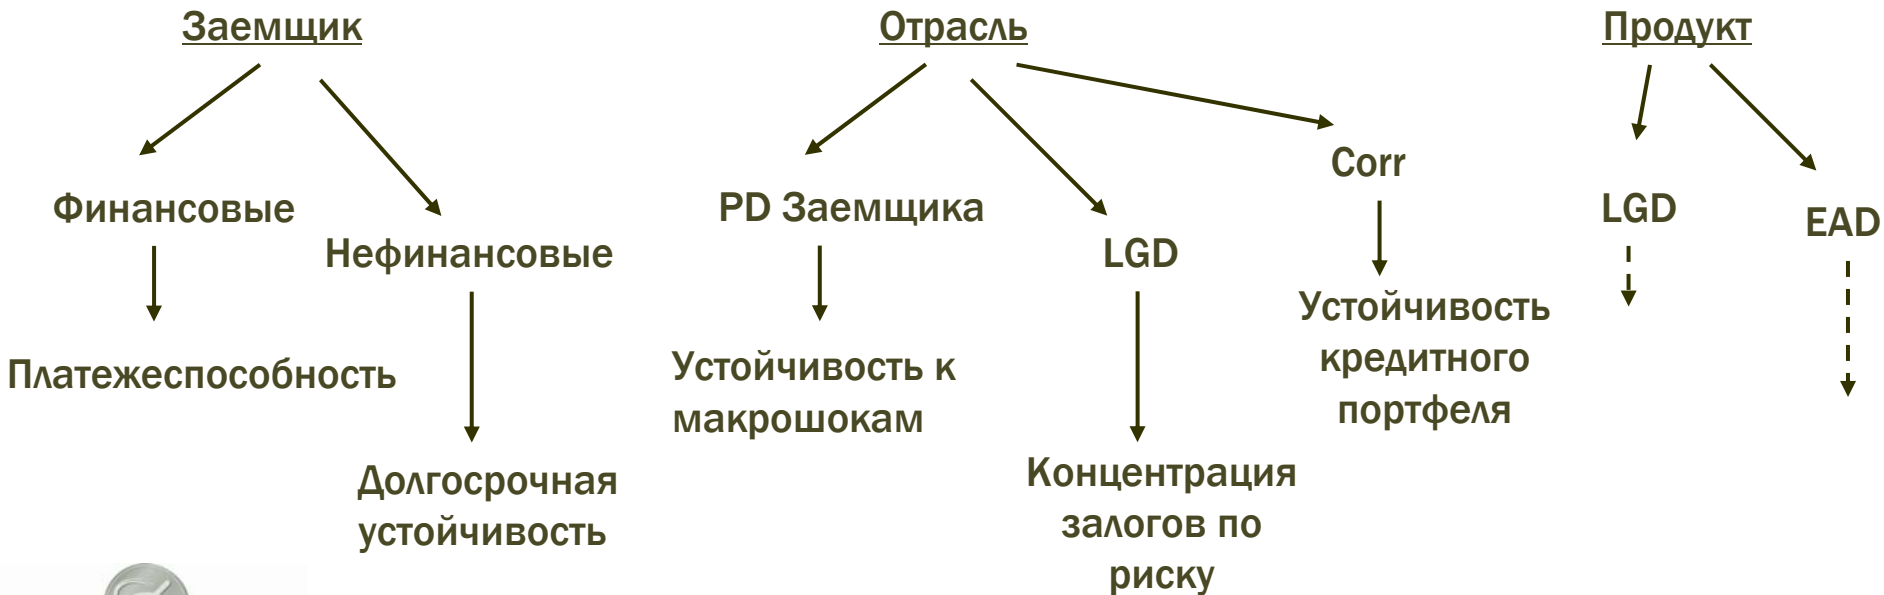 Заемщик
Отрасль
Продукт
Финансовые
Нефинансовые
Платежеспособность
Долгосрочная
устойчивость
PD Заемщика
LGD
Corr
Устойчивость к
макрошокам
Концентрация
залогов по
риску
Устойчивость
кредитного
портфеля
LGD
EAD